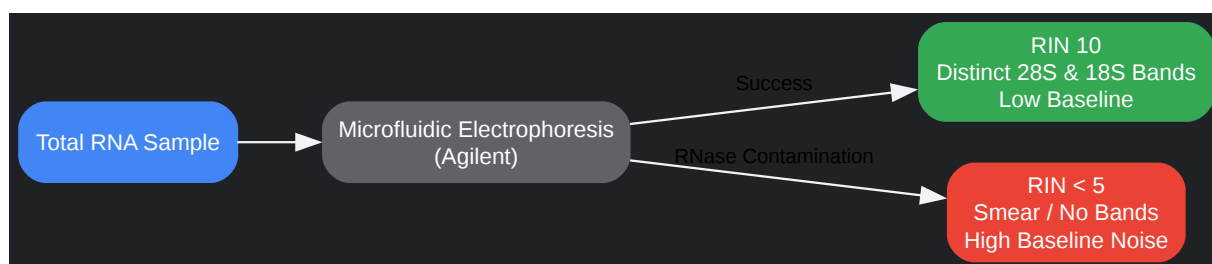 Total RNA Sample
Microfluidic Electrophoresis
(Agilent)
Success
RNase Contamination
RIN 10
Distinct 28S & 18S Bands
Low Baseline
RIN < 5
Smear / No Bands
High Baseline Noise